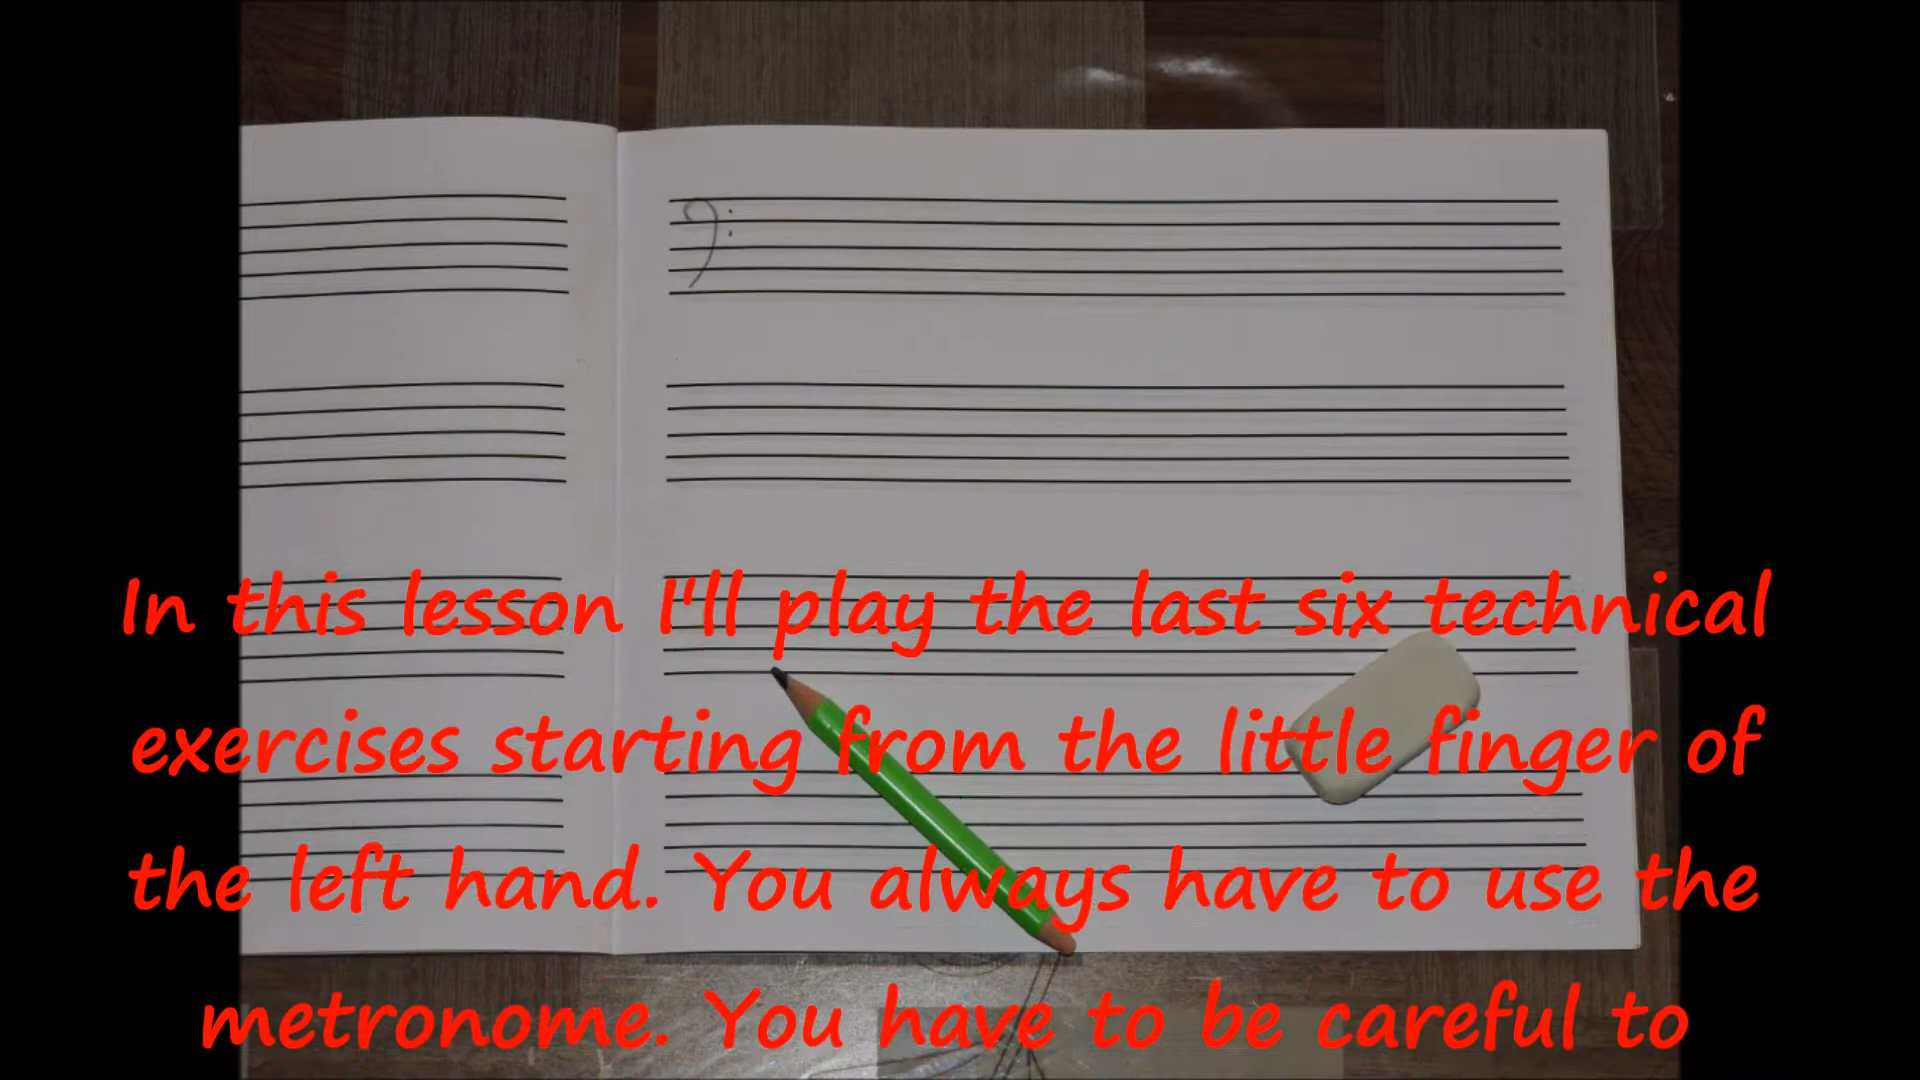 In this lesson I'll play the last six technical
exercises starting from the little finger of
the left hand. You always have to use the
metronome. You have to be careful to